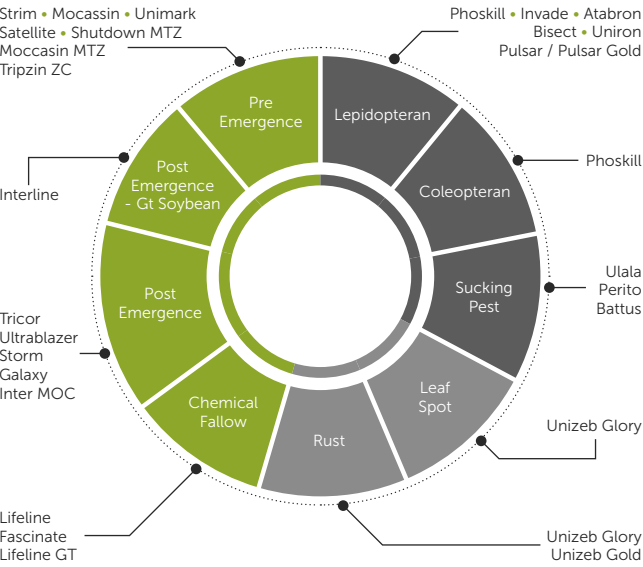 Strim • Mocassin • Unimark
Satellite • Shutdown MTZ
Moccasin MTZ
Tripzin ZC
Phoskill • Invade • Atabron
Bisect • Uniron
Pulsar / Pulsar Gold
Pre
Emergence
Lepidopteran
Post
Emergence
- Gt Soybean
Coleopteran
Phoskill
Interline
Post
Emergence
Sucking
Pest
Ulala
Perito
Battus
Tricor
Ultrablazer
Storm
Galaxy
Inter MOC
Chemical
Fallow
Rust
Leaf
Spot
Unizeb Glory
Lifeline
Fascinate
Lifeline GT
Unizeb Glory
Unizeb Gold